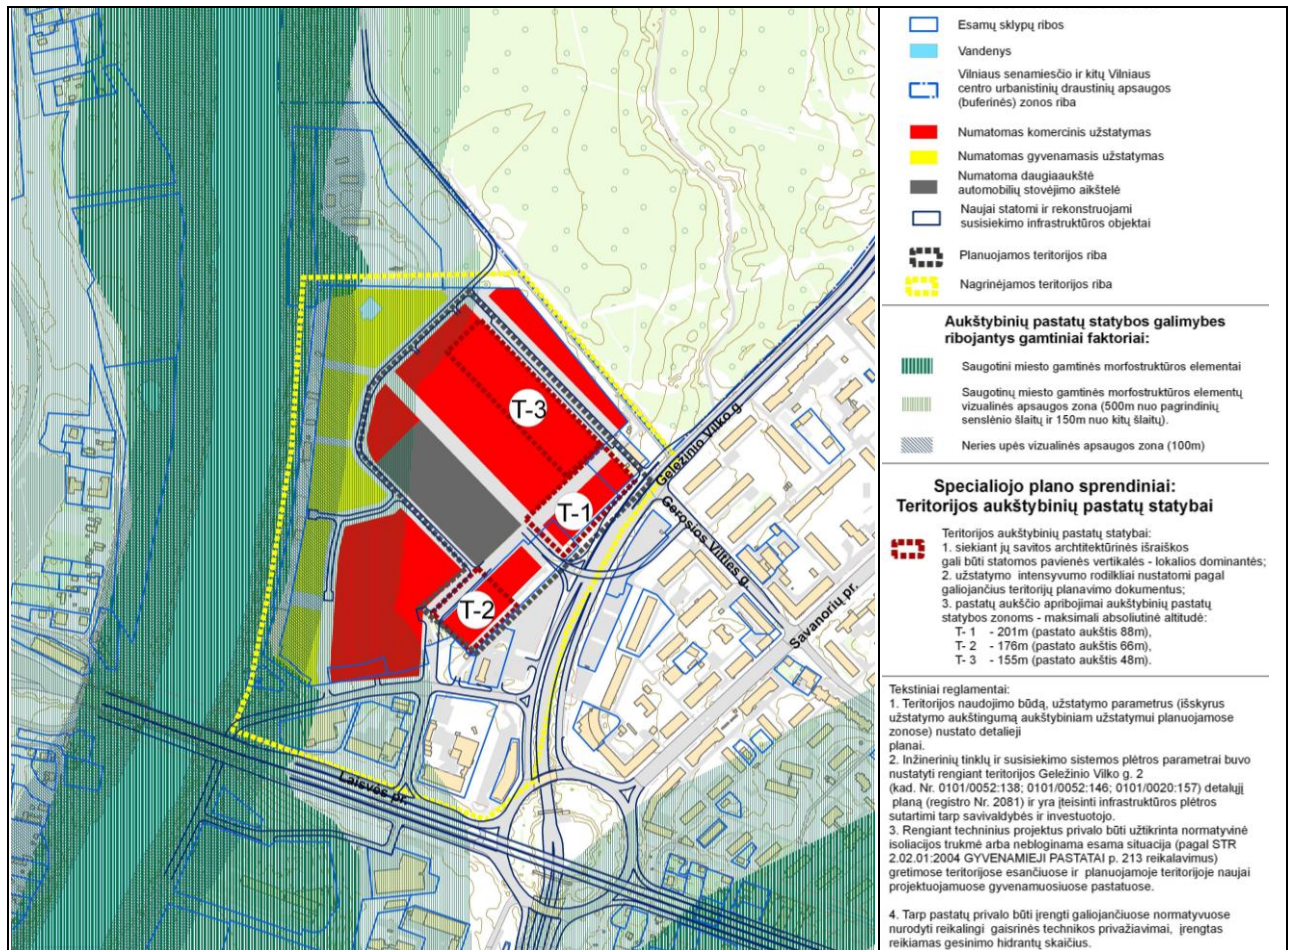 T-3
T-1
T-2
Geležinio Vilko g.
Gerosios Vilties g.
Savanorių pr.
Laisvės pr.
Esamų sklypų ribos
Vandenys
Vilniaus senamiesčio ir kitų Vilniaus
centro urbanistinių draustinių apsaugos
(buferinės) zonos riba
Numatomas komercinis užstatymas
Numatomas gyvenamasis užstatymas
Numatoma daugiaaukštė
automobilių stovėjimo aikštelė
Naujai statomi ir rekonstruojami
susisiekimo infrastruktūros objektai
Planuojamos teritorijos riba
Nagrinėjamos teritorijos riba
Aukštybinių pastatų statybos galimybes
ribojantys gamtiniai faktoriai:
Saugotini miesto gamtinės morfostruktūros elementai
Saugotinų miesto gamtinės morfostruktūros elementų
vizualinės apsaugos zona (500m nuo pagrindinių
senslėnio šlaitų ir 150m nuo kitų šlaitų).
Neries upės vizualinės apsaugos zona (100m)
Specialiojo plano sprendiniai:
Teritorijos aukštybinių pastatų statybai
Teritorijos aukštybinių pastatų statybai:
1. siekiant jų savitos archtitektūrinės išraiškos
gali būti statomos pavienės vertikalės - lokalios dominantės;
2. užstatymo intensyvumo rodilkliai nustatomi pagal
galiojančius teritorjų planavimo dokumentus;
3. pastatų aukščio apribojimai aukštybinių pastatų
statybos zonoms - maksimali absoliutinė altitudė:
T- 1 - 201m (pastato aukštis 88m),
T- 2 - 176m (pastato aukštis 66m),
T- 3 - 155m (pastato aukštis 48m).
Tekstiniai reglamentai:
1. Teritorijos naudojimo būdą, užstatymo parametrus (išskyrus
užstatymo aukštingumą aukštybiniam užstatymui planuojamose
zonose) nustato detalieji
planai.
2. Inžinerinių tinklų ir susisiekimo sistemos plėtros parametrai buvo
nustatyti rengiant teritorijos Geležinio Vilko g. 2
(kad. Nr. 0101/0052:138; 0101/0052:146; 0101/0020:157) detalųjį
planą (registro Nr. 2081) ir yra įteisinti infrastruktūros plėtros
sutartimi tarp savivaldybės ir investuotojo.
3. Rengiant techninius projektus privalo būti užtikrinta normatyvinė
isoliacijos trukmė arba nebloginama esama situacija (pagal STR
2.02.01:2004 GYVENAMIEJI PASTATAI p. 213 reikalavimus)
gretimose teritorijose esančiuose ir planuojamoje teritorijoje naujai
projektuojamuose gyvenamuosiuose pastatuose.
4. Tarp pastatų privalo būti įrengti galiojančiuose normatyvuose
nurodyti reikalingi gaisrinės technikos privažiavimai, įrengtas
reikiamas gesinimo hidrantų skaičius.